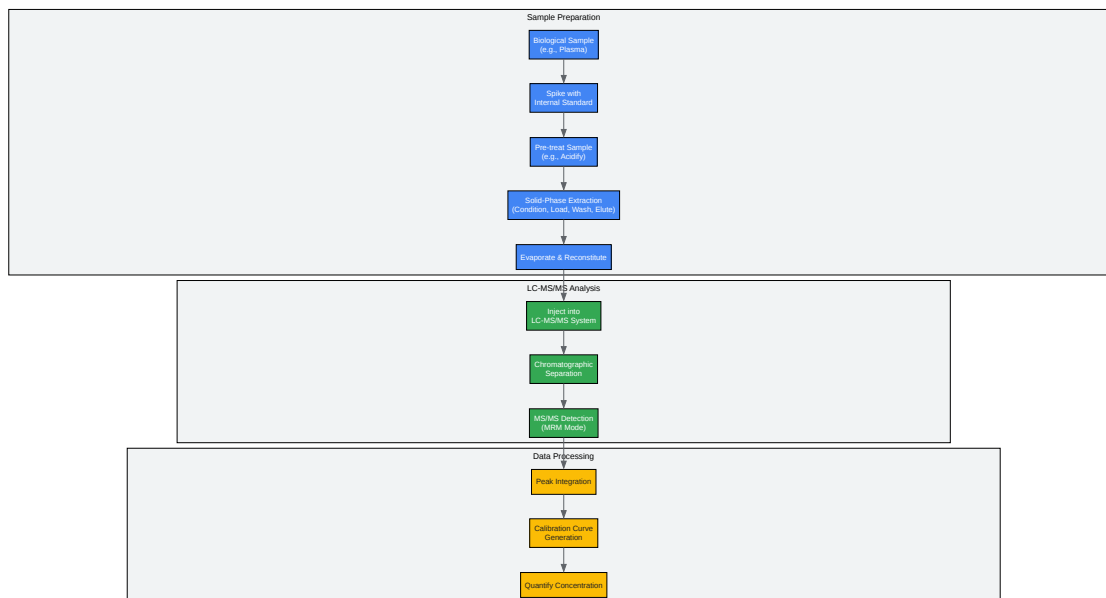 Sample Preparation
Biological Sample
(e.g., Plasma)
Spike with
Internal Standard
Pre-treat Sample
(e.g., Acidify)
Solid-Phase Extraction
(Condition, Load, Wash, Elute)
Evaporate & Reconstitute
LC-MS/MS Analysis
Inject into
LC-MS/MS System
Chromatographic
Separation
MS/MS Detection
(MRM Mode)
Data Processing
Peak Integration
Calibration Curve
Generation
Quantify Concentration